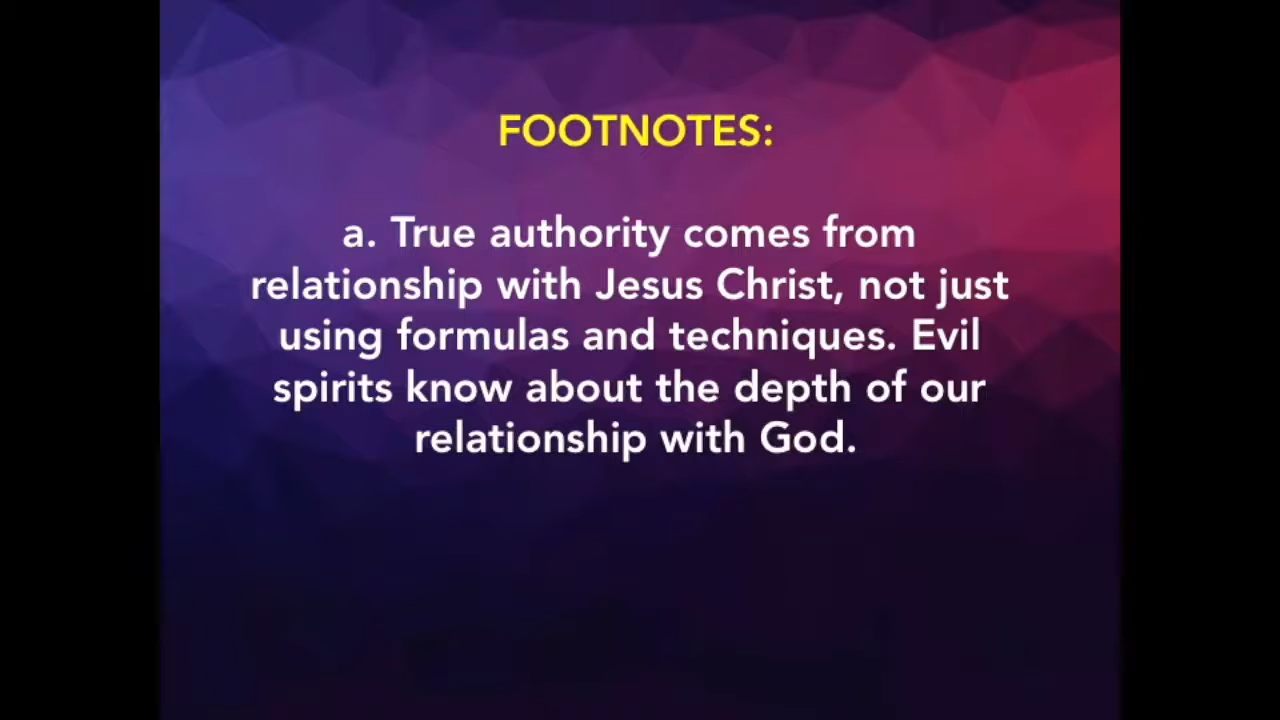 FOOTNOTES:
a. True authority comes from
relationship with Jesus Christ, not just
using formulas and techniques. Evil
spirits know about the depth of our
relationship with God.